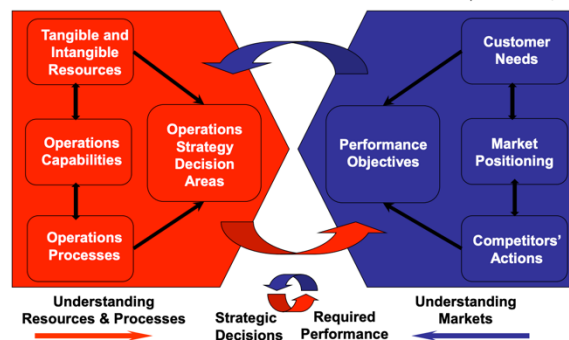 Tangible and
Intangible
Resources
Operations
Capabilities
Operations
Processes
Operations
Strategy
Decision
Areas
Performance
Objectives
Customer
Needs
Market
Positioning
Competitors'
Actions
Understanding
Resources & Processes
Strategic
Decisions
Required
Performance
Understanding
Markets